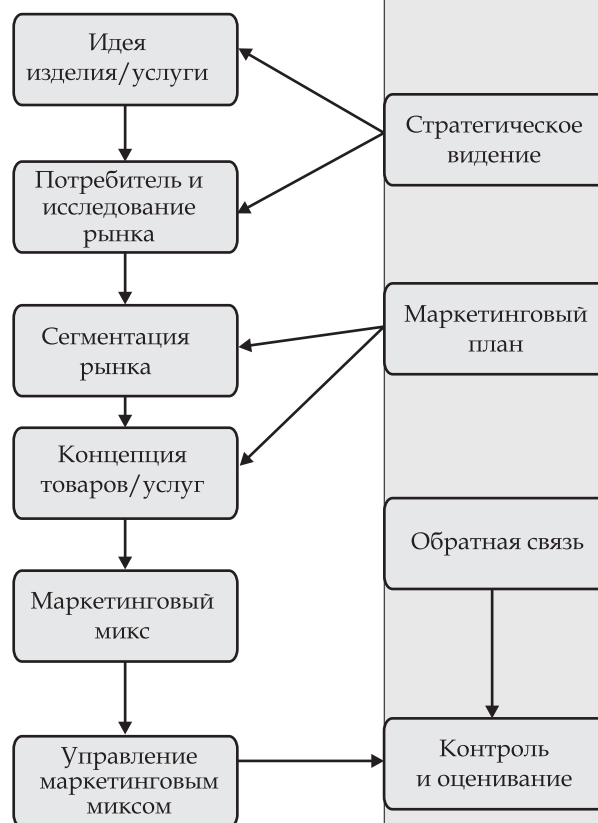 Идея
изделия/услуги
Стратегическое
видение
Потребитель и
исследование
рынка
Маркетинговый
план
Сегментация
рынка
Концепция
товаров/услуг
Обратная связь
Маркетинговый
микс
Управление
маркетинговым
миксом
Контроль
и оценивание